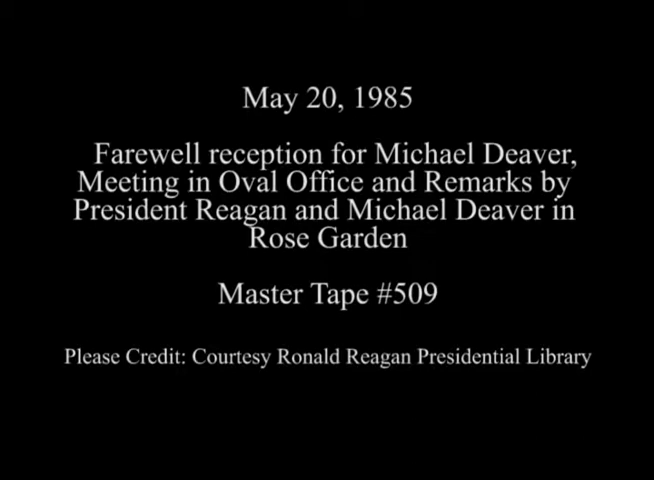 May 20, 1985
Farewell reception for Michael Deaver,
Meeting in Oval Office and Remarks by
President Reagan and Michael Deaver in
Rose Garden
Master Tape #509
Please Credit: Courtesy Ronald Reagan Presidential Library